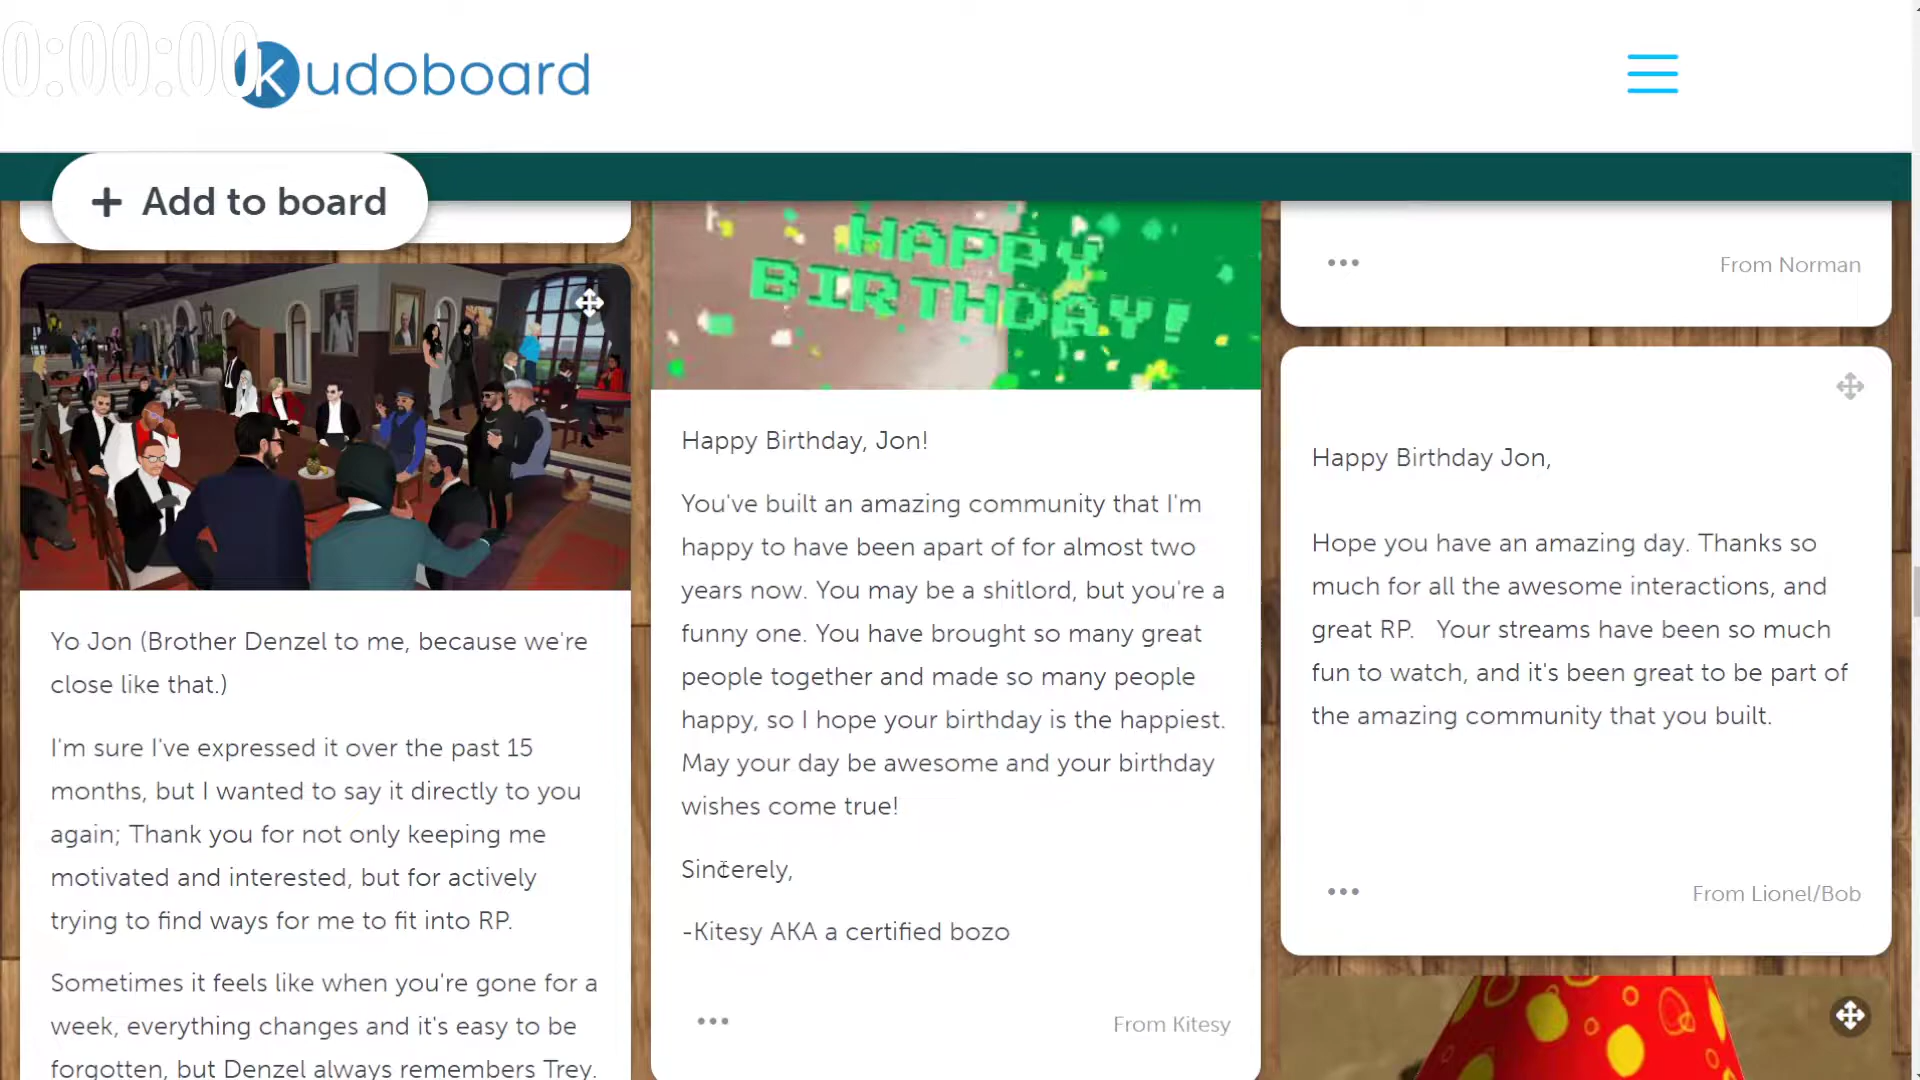 0:00:00
kudoboard
+ Add to board
Yo Jon (Brother Denzel to me, because we're
close like that.)
I'm sure I've expressed it over the past 15
months, but I wanted to say it directly to you
again; Thank you for not only keeping me
motivated and interested, but for actively
trying to find ways for me to fit into RP.
Sometimes it feels like when you're gone for a
week, everything changes and it's easy to be
forgotten, but Denzel always remembers Trey.
HAPPY
BIRTHDAY!
Happy Birthday, Jon!
You've built an amazing community that I'm
happy to have been apart of for almost two
years now. You may be a shitlord, but you're a
funny one. You have brought so many great
people together and made so many people
happy, so I hope your birthday is the happiest.
May your day be awesome and your birthday
wishes come true!
Sincerely,
-Kitesy AKA a certified bozo
From Kitesy
From Norman
Happy Birthday Jon,
Hope you have an amazing day. Thanks so
much for all the awesome interactions, and
great RP. Your streams have been so much
fun to watch, and it's been great to be part of
the amazing community that you built.
From Lionel/Bob